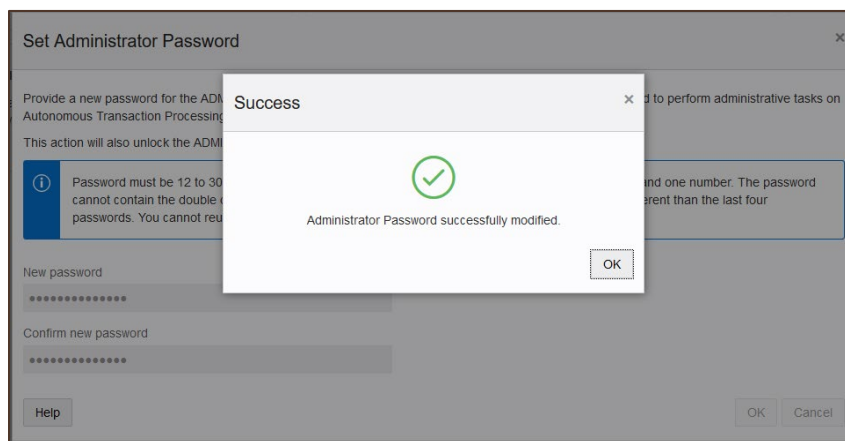 Set Administrator Password
Provide a new password for the
d to perform administrative tasks on
Autonomous Transaction Processing
This action will also unlock the
Success
Administrator Password successfully modified.
OK
Password must be 12 to 30
and one number. The password
cannot contain the double
erent than the last four
passwords. You cannot reu
New password
Confirm new password
Help
OK Cancel